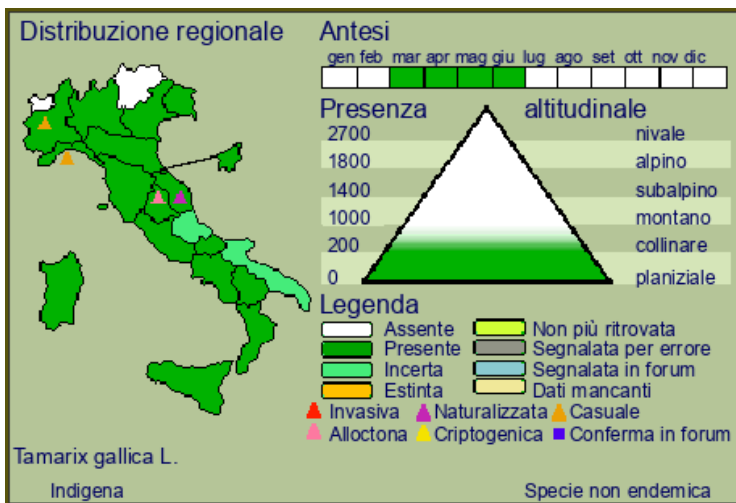 Distribuzione regionale
Antesi
gen feb mar apr mag giu lug ago set ott nov dic
Presenza altitudinale
2700 nivale
1800 alpino
1400 subalpino
1000 montano
200 collinare
0 planiziale
Legenda
Assente Non più ritrovata
Presente Segnalata per errore
Incerta Segnalata in forum
Estinta Dati mancanti
Invasiva Naturalizzata Casuale
Alloctona Criptogenica Conferma in forum
Tamarix gallica L.
Indigena Specie non endemica